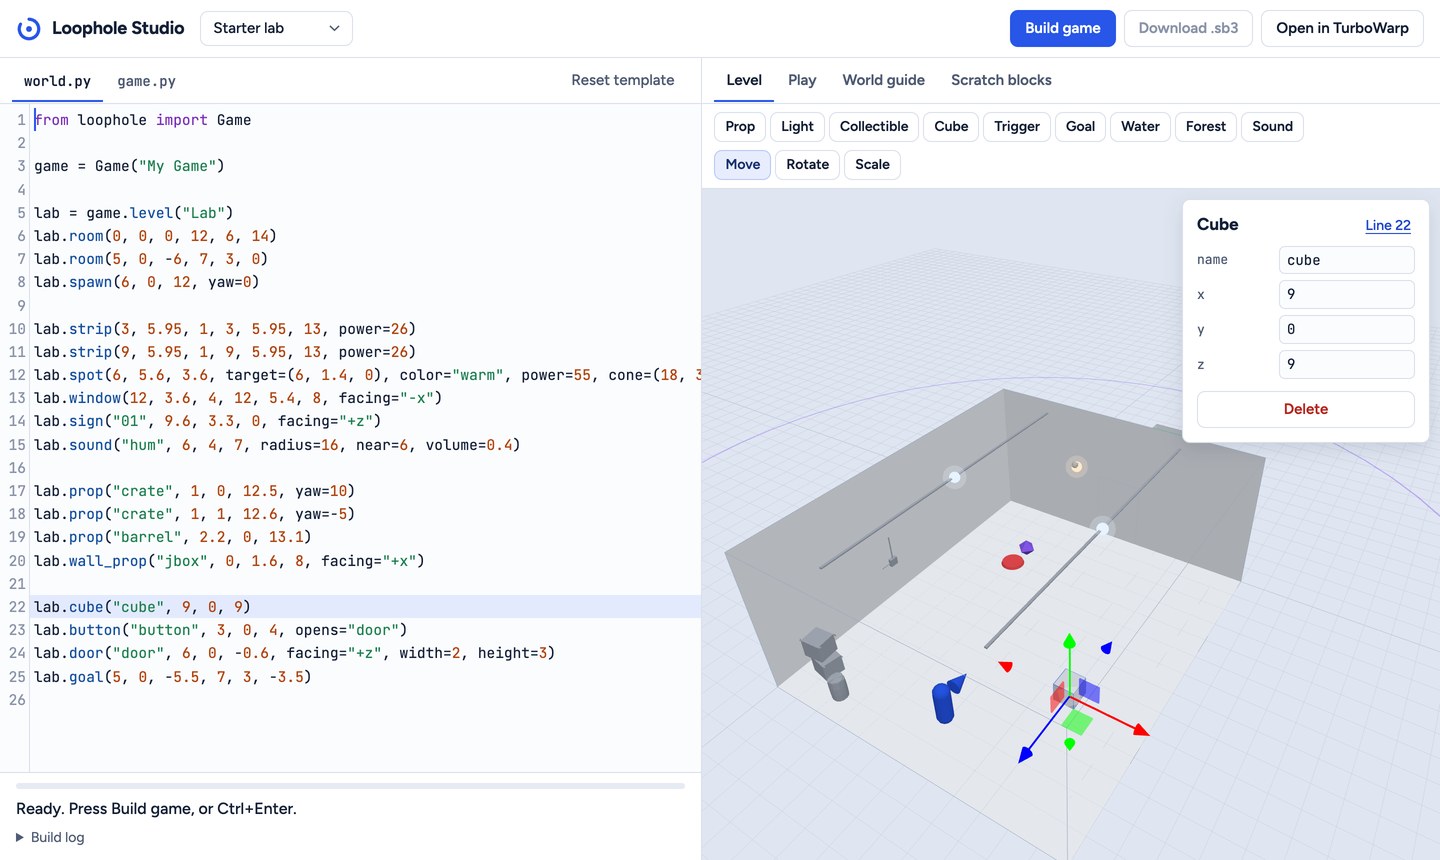 Loophole Studio
Starter lab
Build game
Download .sb3
Open in TurboWarp
world.py
game.py
Reset template
1 from loophole import Game
2
3 game = Game("My Game")
4
5 lab = game.level("Lab")
6 lab.room(0, 0, 0, 12, 6, 14)
7 lab.room(5, 0, -6, 7, 3, 0)
8 lab.spawn(6, 0, 12, yaw=0)
9
10 lab.strip(3, 5.95, 1, 3, 5.95, 13, power=26)
11 lab.strip(9, 5.95, 1, 9, 5.95, 13, power=26)
12 lab.spot(6, 5.6, 3.6, target=(6, 1.4, 0), color="warm", power=55, cone=(18, 3
13 lab.window(12, 3.6, 4, 12, 5.4, 8, facing="-x")
14 lab.sign("01", 9.6, 3.3, 0, facing="+z")
15 lab.sound("hum", 6, 4, 7, radius=16, near=6, volume=0.4)
16
17 lab.prop("crate", 1, 0, 12.5, yaw=10)
18 lab.prop("crate", 1, 1, 12.6, yaw=-5)
19 lab.prop("barrel", 2.2, 0, 13.1)
20 lab.wall_prop("jbox", 0, 1.6, 8, facing="+x")
21
22 lab.cube("cube", 9, 0, 9)
23 lab.button("button", 3, 0, 4, opens="door")
24 lab.door("door", 6, 0, -0.6, facing="+z", width=2, height=3)
25 lab.goal(5, 0, -5.5, 7, 3, -3.5)
26
Ready. Press Build game, or Ctrl+Enter.
Build log
Level
Play
World guide
Scratch blocks
Prop
Light
Collectible
Cube
Trigger
Goal
Water
Forest
Sound
Move
Rotate
Scale
Cube
Line 22
name cube
x 9
y 0
z 9
Delete